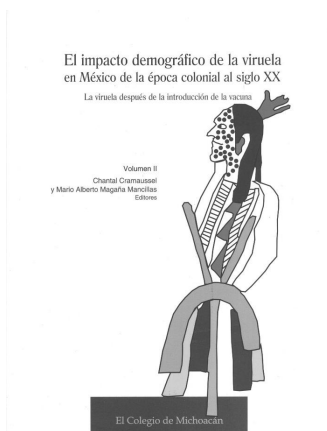 El impacto demográfico de la viruela
en México de la época colonial al siglo XX
La viruela después de la introducción de la vacuna
Volumen II
Chantal Cramaussel
y Mario Alberto Magaña Mancillas
Editores
El Colegio de Michoacán